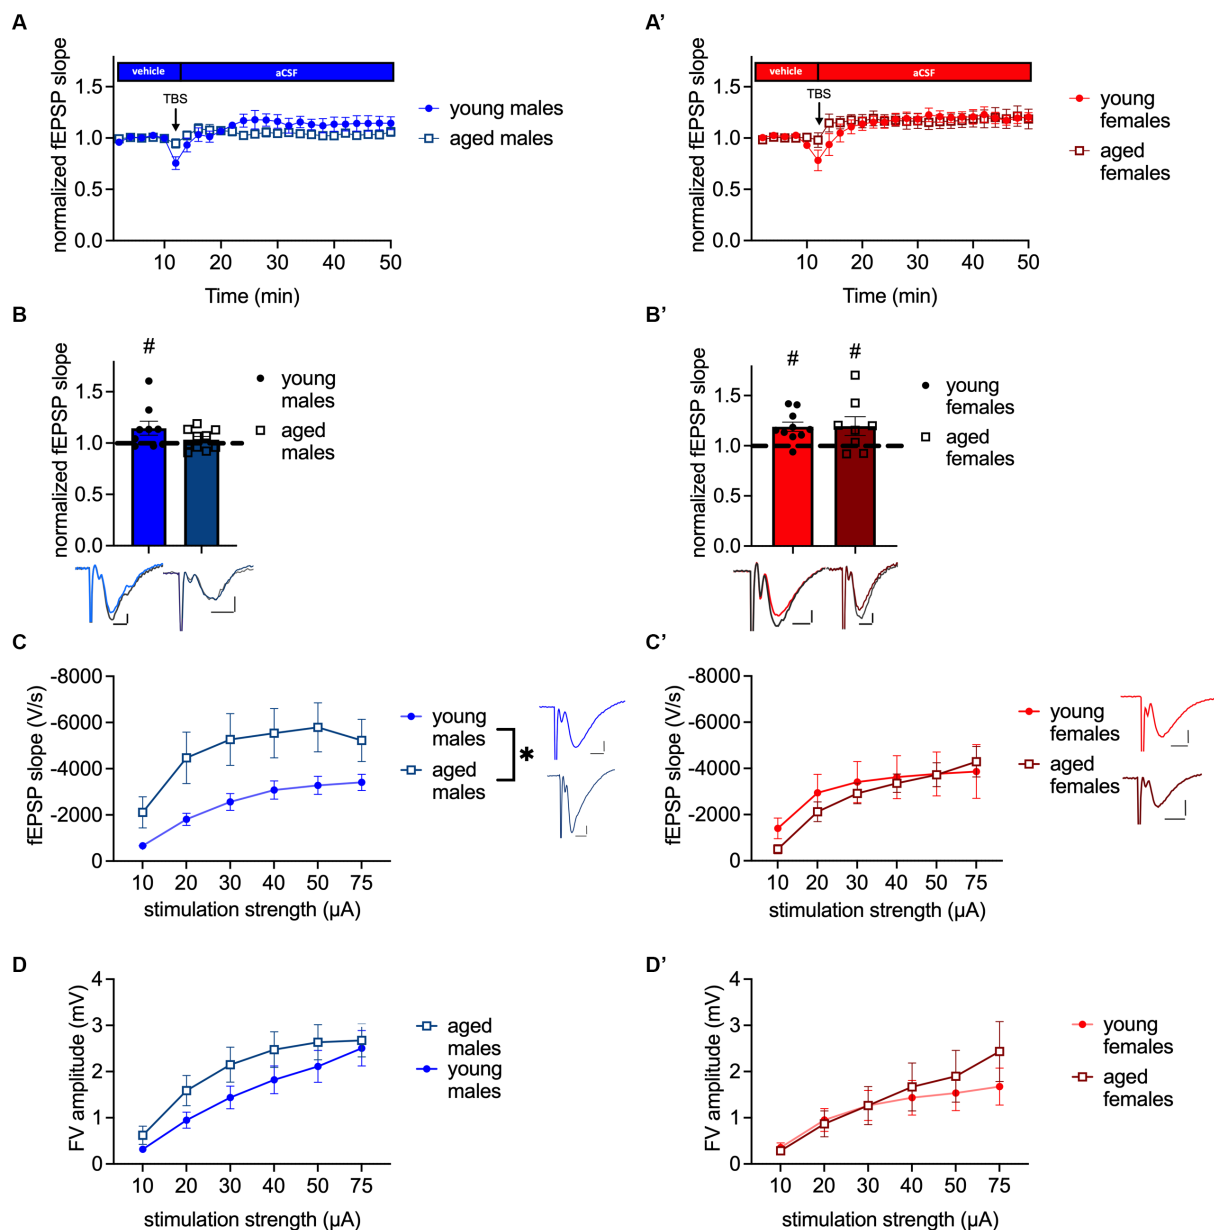 A
normalized fEPSP slope
1.5
1.0
0.5
0.0
vehicle
aCSF
TBS
10 20 30 40 50
Time (min)
young males
aged males
A'
normalized fEPSP slope
1.5
1.0
0.5
0.0
vehicle
aCSF
TBS
10 20 30 40 50
Time (min)
young
females
aged
females
B
normalized fEPSP slope
1.5
1.0
0.5
0.0
#
young
males
aged
males
B'
normalized fEPSP slope
1.5
1.0
0.5
0.0
# #
young
females
aged
females
C
fEPSP slope (V/s)
-8000
-6000
-4000
-2000
0
10 20 30 40 50 75
stimulation strength (µA)
young
males
aged
males
*
C'
fEPSP slope (V/s)
-8000
-6000
-4000
-2000
0
10 20 30 40 50 75
stimulation strength (µA)
young
females
aged
females
D
FV amplitude (mV)
4
3
2
1
0
10 20 30 40 50 75
stimulation strength (µA)
aged
males
young
males
D'
FV amplitude (mV)
4
3
2
1
0
10 20 30 40 50 75
stimulation strength (µA)
young
females
aged
females